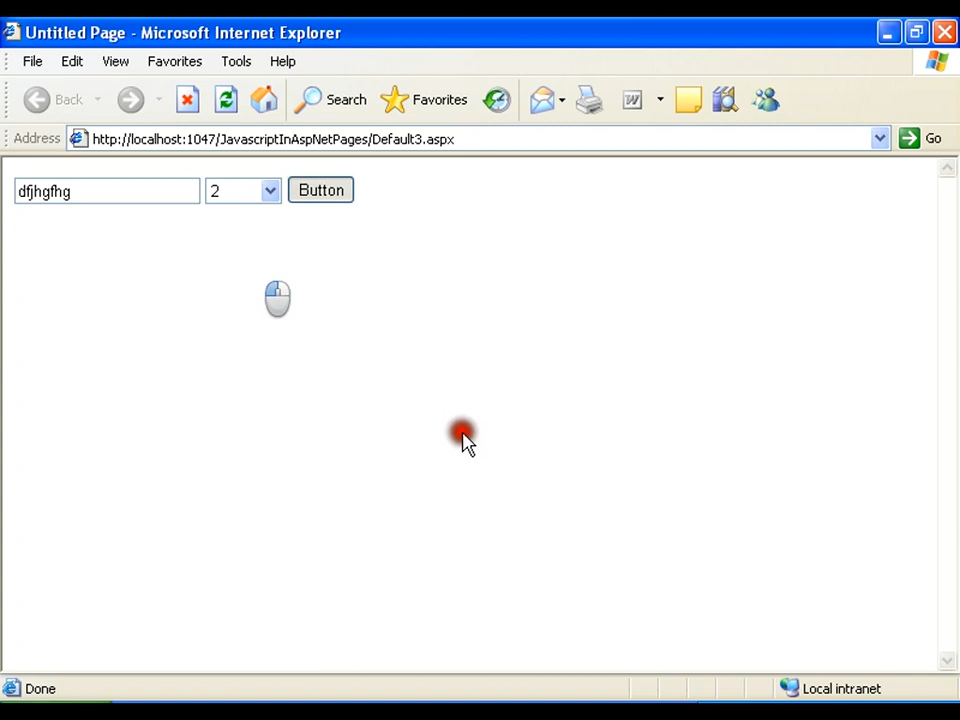 Untitled Page - Microsoft Internet Explorer
File Edit View Favorites Tools Help
Back Search Favorites W
Address http://localhost:1047/JavascriptInAspNetPages/Default3.aspx Go
dfjhgfhg 2 Button
Done Local intranet